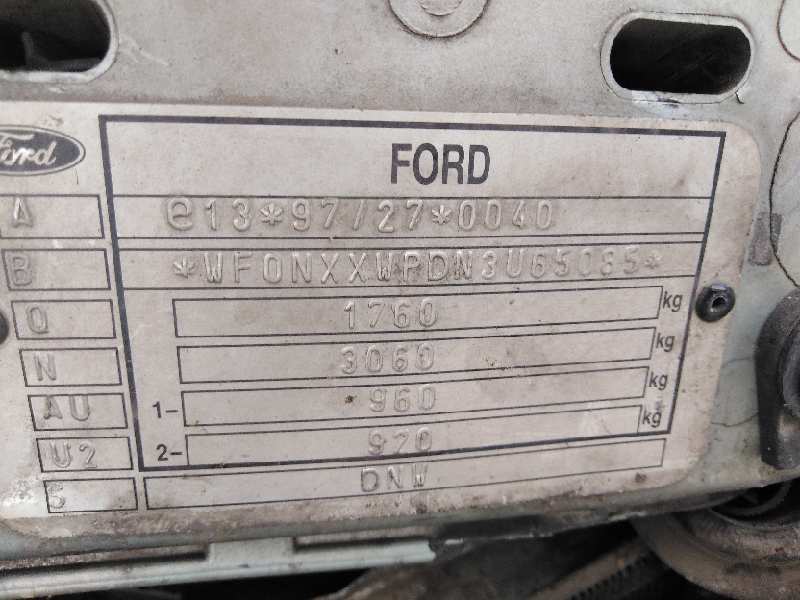 Ford
FORD
A e13*97/27*0040
B *WF0NXXWPDN3U65085*
Q 1760 kg
N 3060 kg
AU 1- 960 kg
U2 2- 920 kg
6 DNW